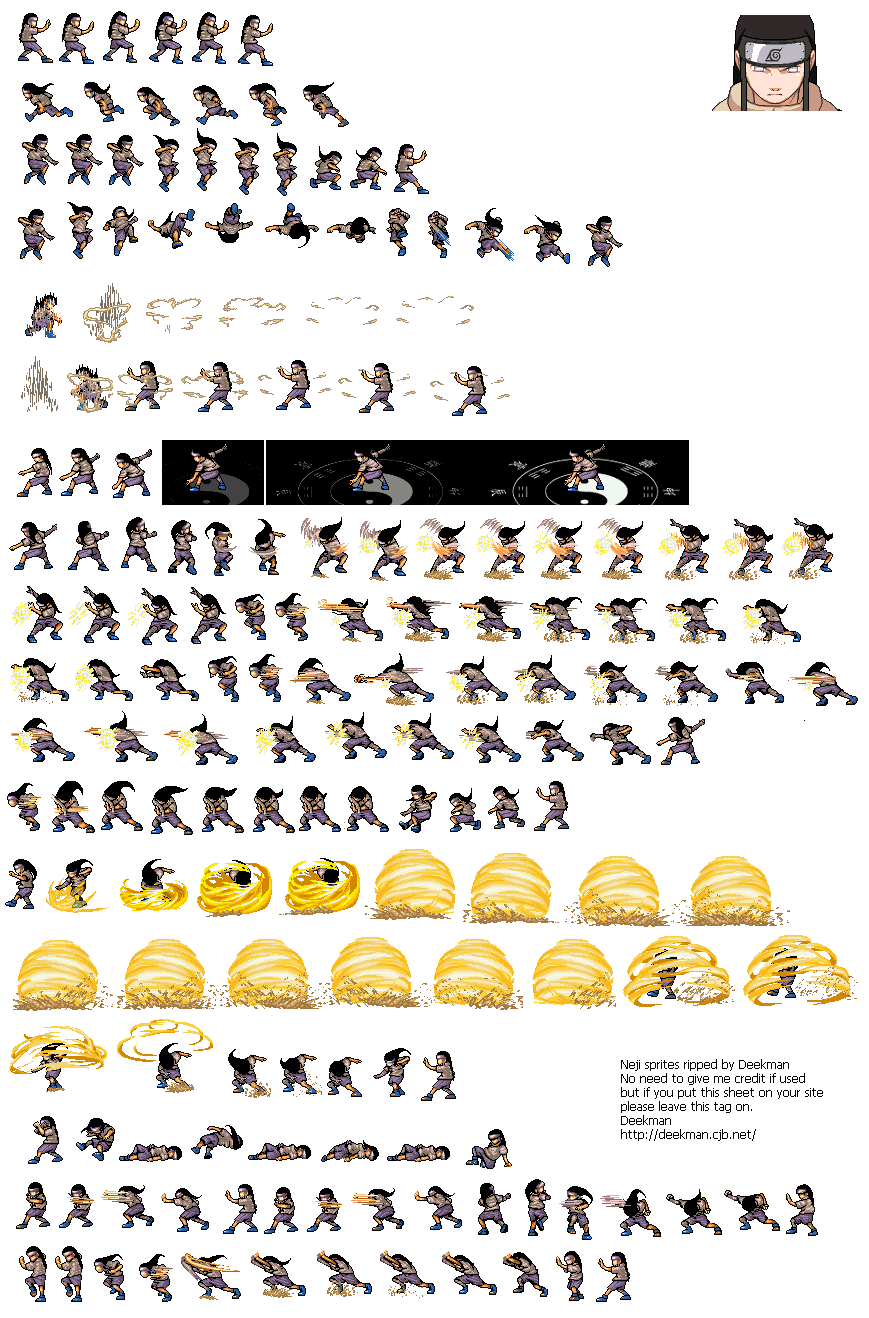 Neji sprites ripped by Deekman
No need to give me credit if used
but if you put this sheet on your site
please leave this tag on.
Deekman
http://deekman.cjb.net/